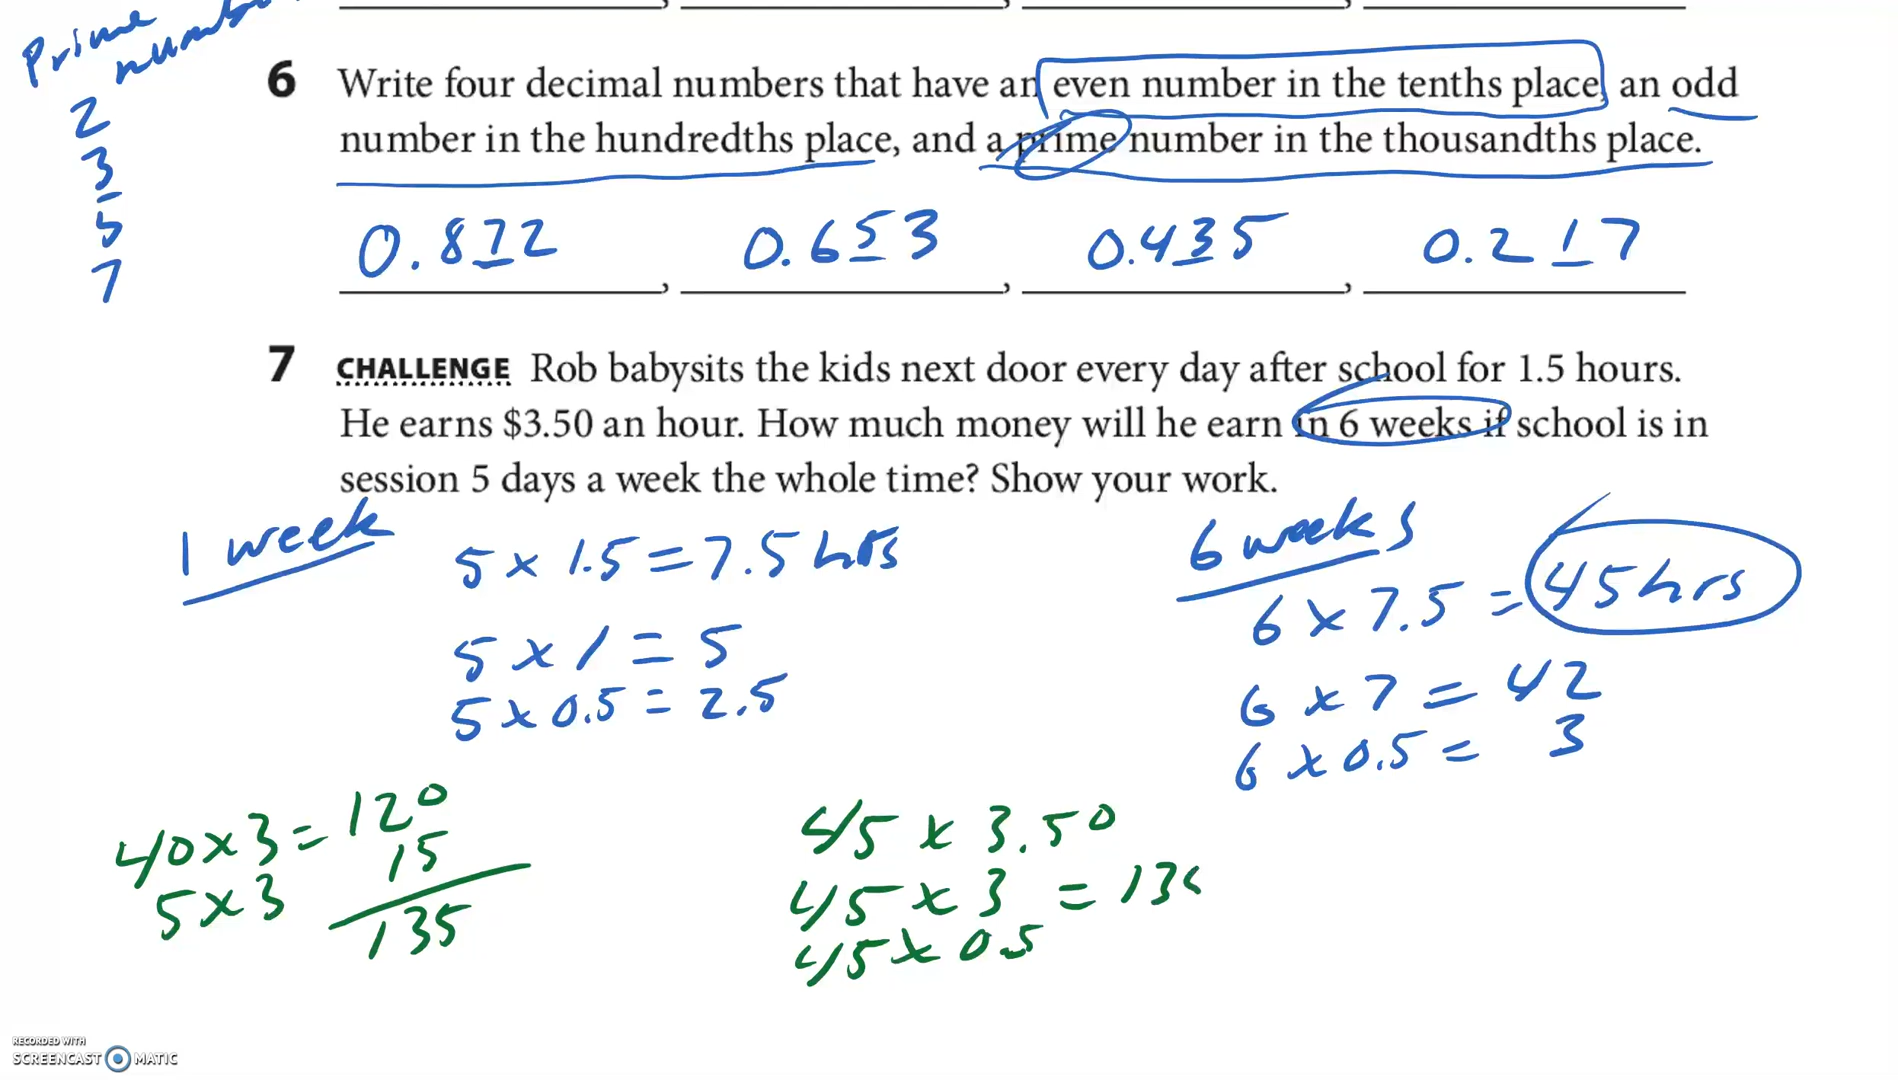 Prime
number
2
3
5
7
6 Write four decimal numbers that have an even number in the tenths place, an odd
number in the hundredths place, and a prime number in the thousandths place.
0.872, 0.653, 0.435, 0.217
7 CHALLENGE Rob babysits the kids next door every day after school for 1.5 hours.
He earns $3.50 an hour. How much money will he earn in 6 weeks if school is in
session 5 days a week the whole time? Show your work.
1 week
5 x 1.5 = 7.5 hrs
5 x 1 = 5
5 x 0.5 = 2.5
6 weeks
6 x 7.5 = 45 hrs
6 x 7 = 42
6 x 0.5 = 3
40 x 3 = 120
5 x 3 15
135
45 x 3.50
45 x 3 = 13
45 x 0.5
RECORDED WITH
SCREENCAST MATIC